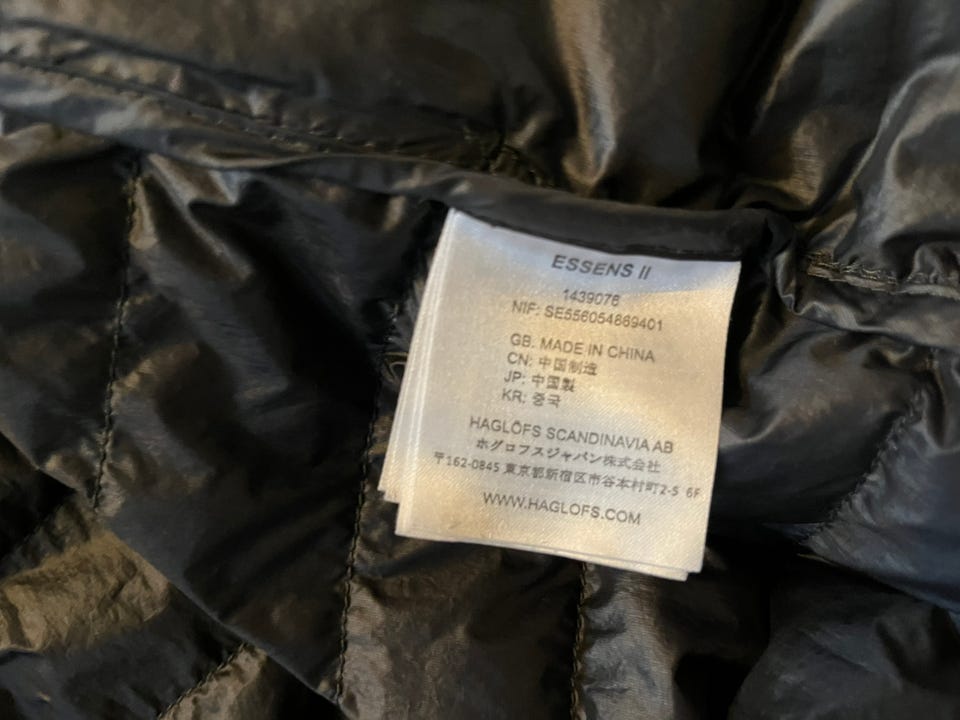 ESSENS II
1439076
NIF: SE556054869401
GB. MADE IN CHINA
CN: 中国制造
JP: 中国製
KR: 중국
HAGLÖFS SCANDINAVIA AB
ホグロフスジャパン株式会社
〒162-0845 東京都新宿区市谷本村町2-5 6F
WWW.HAGLOFS.COM